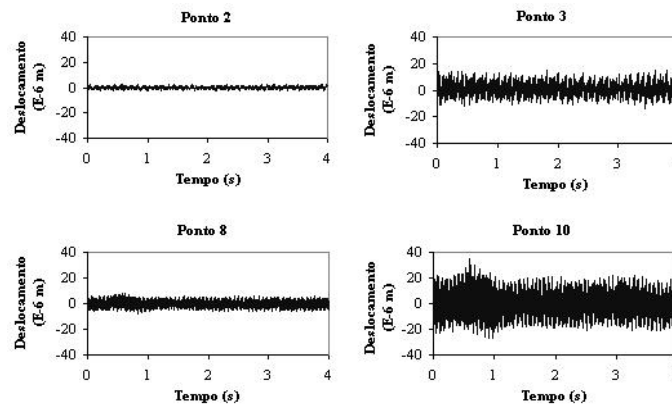 Ponto 2
Deslocamento
(E-6 m)
40
20
0
-20
-40
0 1 2 3 4
Tempo (s)
Ponto 3
Deslocamento
(E-6 m)
40
20
0
-20
-40
0 1 2 3
Tempo (s)
Ponto 8
Deslocamento
(E-6 m)
40
20
0
-20
-40
0 1 2 3 4
Tempo (s)
Ponto 10
Deslocamento
(E-6 m)
40
20
0
-20
-40
0 1 2 3
Tempo (s)